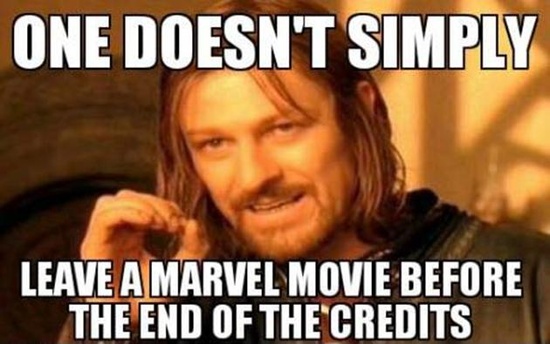 ONE DOESN'T SIMPLY
LEAVE A MARVEL MOVIE BEFORE
THE END OF THE CREDITS